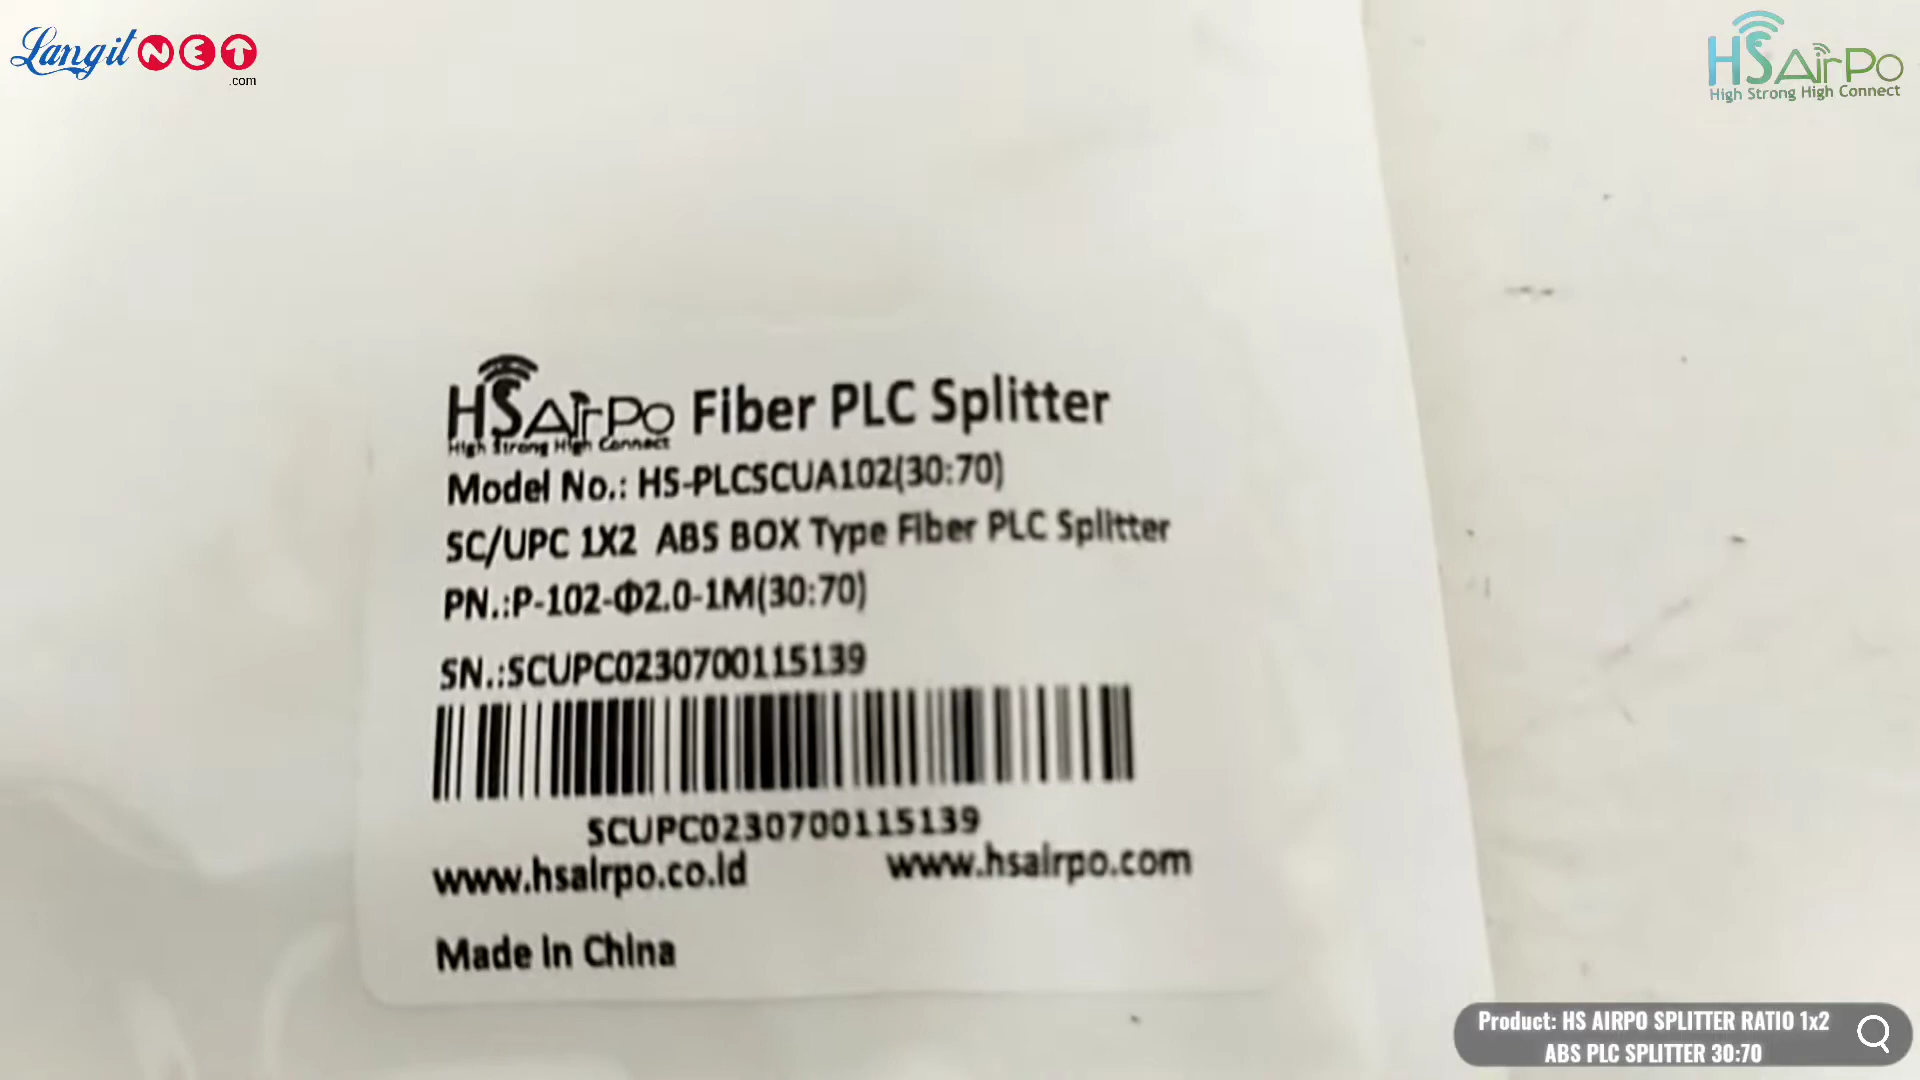 Langit NET
.com
HSAirPo
High Strong High Connect
HSAirPo Fiber PLC Splitter
High Strong High Connect
Model No.: HS-PLCSCUA102(30:70)
SC/UPC 1X2 ABS BOX Type Fiber PLC Splitter
PN.:P-102-Φ2.0-1M(30:70)
SN.:SCUPC0230700115139
SCUPC0230700115139
www.hsairpo.co.id www.hsairpo.com
Made in China
Product: HS AIRPO SPLITTER RATIO 1x2
ABS PLC SPLITTER 30:70